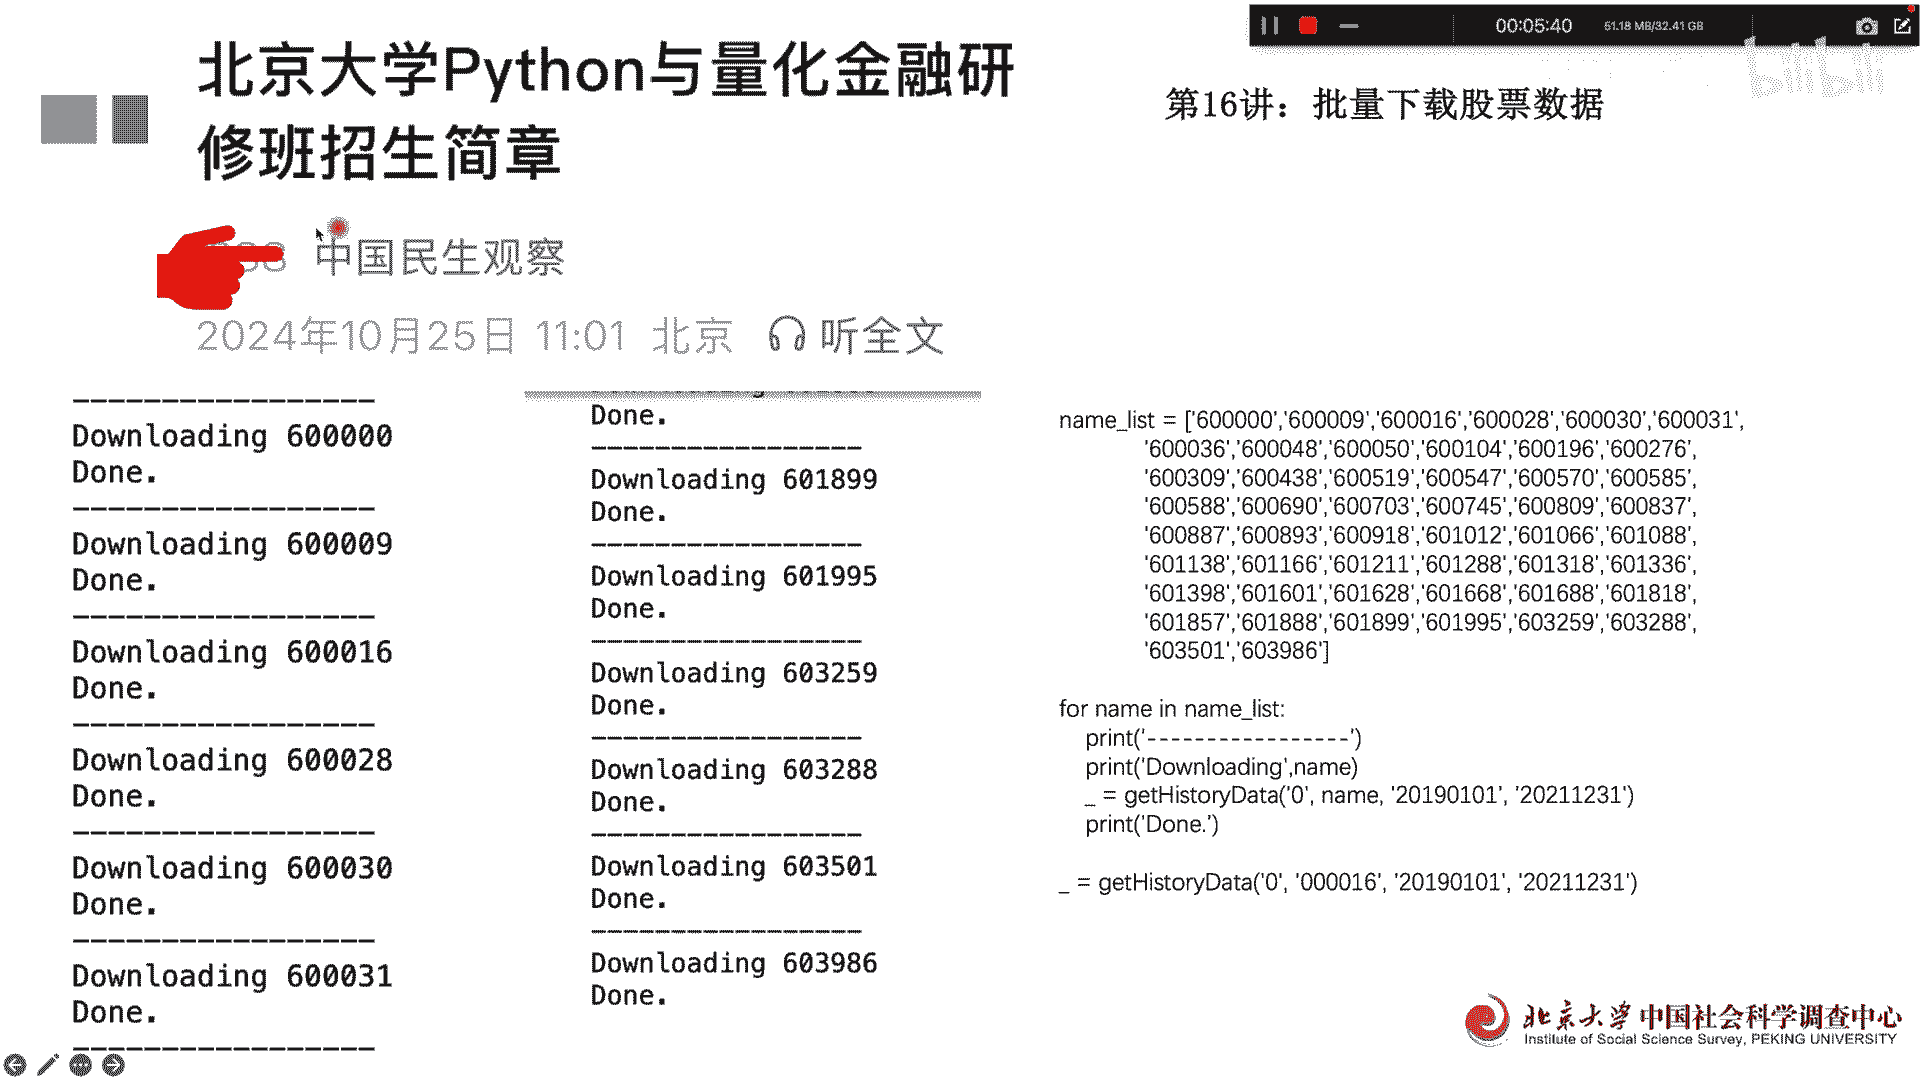 00:05:40 51.18 MB/32.41 GB
bilibili
北京大学Python与量化金融研
修班招生简章
第16讲：批量下载股票数据
中国民生观察
2024年10月25日 11:01 北京 听全文
-----------------
Downloading 600000
Done.
-----------------
Downloading 600009
Done.
-----------------
Downloading 600016
Done.
-----------------
Downloading 600028
Done.
-----------------
Downloading 600030
Done.
-----------------
Downloading 600031
Done.
-----------------
Done.
-----------------
Downloading 601899
Done.
-----------------
Downloading 601995
Done.
-----------------
Downloading 603259
Done.
-----------------
Downloading 603288
Done.
-----------------
Downloading 603501
Done.
-----------------
Downloading 603986
Done.
name_list = ['600000','600009','600016','600028','600030','600031',
'600036','600048','600050','600104','600196','600276',
'600309','600438','600519','600547','600570','600585',
'600588','600690','600703','600745','600809','600837',
'600887','600893','600918','601012','601066','601088',
'601138','601166','601211','601288','601318','601336',
'601398','601601','601628','601668','601688','601818',
'601857','601888','601899','601995','603259','603288',
'603501','603986']
for name in name_list:
print('-----------------')
print('Downloading',name)
_ = getHistoryData('0', name, '20190101', '20211231')
print('Done.')
_ = getHistoryData('0', '000016', '20190101', '20211231')
北京大学中国社会科学调查中心
Institute of Social Science Survey, PEKING UNIVERSITY